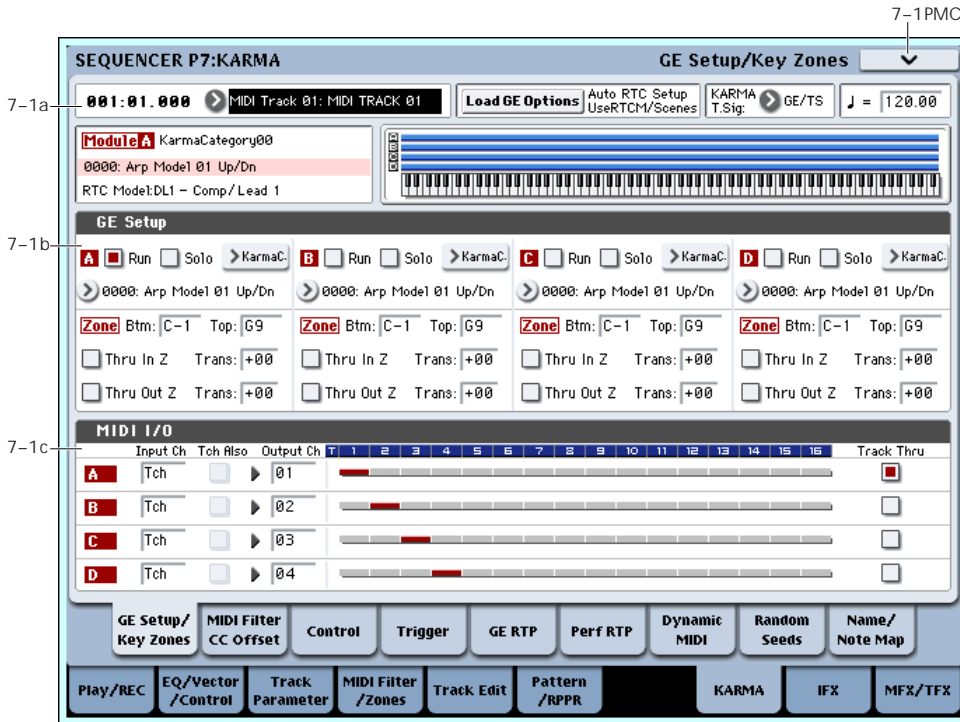 7-1PMC
SEQUENCER P7:KARMA GE Setup/Key Zones
7-1a
001:01.000 MIDI Track 01: MIDI TRACK 01 Load GE Options Auto RTC Setup UseRTCM/Scenes KARMA T.Sig: GE/TS ♩ = 120.00
Module A KarmaCategory00
0000: Arp Model 01 Up/Dn
RTC Model:DL1 - Comp/Lead 1
A
B
C
D
GE Setup
7-1b
A Run Solo KarmaC. B Run Solo KarmaC. C Run Solo KarmaC. D Run Solo KarmaC.
0000: Arp Model 01 Up/Dn 0000: Arp Model 01 Up/Dn 0000: Arp Model 01 Up/Dn 0000: Arp Model 01 Up/Dn
Zone Btm: C-1 Top: G9 Zone Btm: C-1 Top: G9 Zone Btm: C-1 Top: G9 Zone Btm: C-1 Top: G9
Thru In Z Trans: +00 Thru In Z Trans: +00 Thru In Z Trans: +00 Thru In Z Trans: +00
Thru Out Z Trans: +00 Thru Out Z Trans: +00 Thru Out Z Trans: +00 Thru Out Z Trans: +00
MIDI I/O
7-1c
Input Ch Tch Also Output Ch T 1 2 3 4 5 6 7 8 9 10 11 12 13 14 15 16 Track Thru
A Tch 01
B Tch 02
C Tch 03
D Tch 04
GE Setup/ Key Zones MIDI Filter CC Offset Control Trigger GE RTP Perf RTP Dynamic MIDI Random Seeds Name/ Note Map
Play/REC EQ/Vector /Control Track Parameter MIDI Filter /Zones Track Edit Pattern /RPPR KARMA IFX MFX/TFX